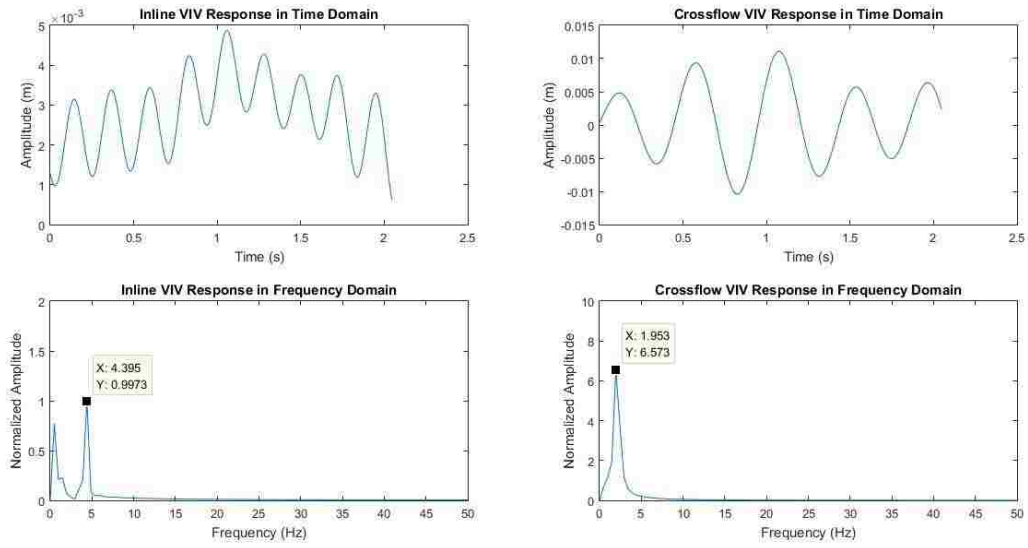 Inline VIV Response in Time Domain
×10⁻³
5
4
3
2
1
0
Amplitude (m)
0 0.5 1 1.5 2 2.5
Time (s)
Crossflow VIV Response in Time Domain
0.015
0.01
0.005
0
-0.005
-0.01
-0.015
Amplitude (m)
0 0.5 1 1.5 2 2.5
Time (s)
Inline VIV Response in Frequency Domain
2
1.5
1
0.5
0
Normalized Amplitude
X: 4.395
Y: 0.9973
0 5 10 15 20 25 30 35 40 45 50
Frequency (Hz)
Crossflow VIV Response in Frequency Domain
10
8
6
4
2
0
Normalized Amplitude
X: 1.953
Y: 6.573
0 5 10 15 20 25 30 35 40 45 50
Frequency (Hz)